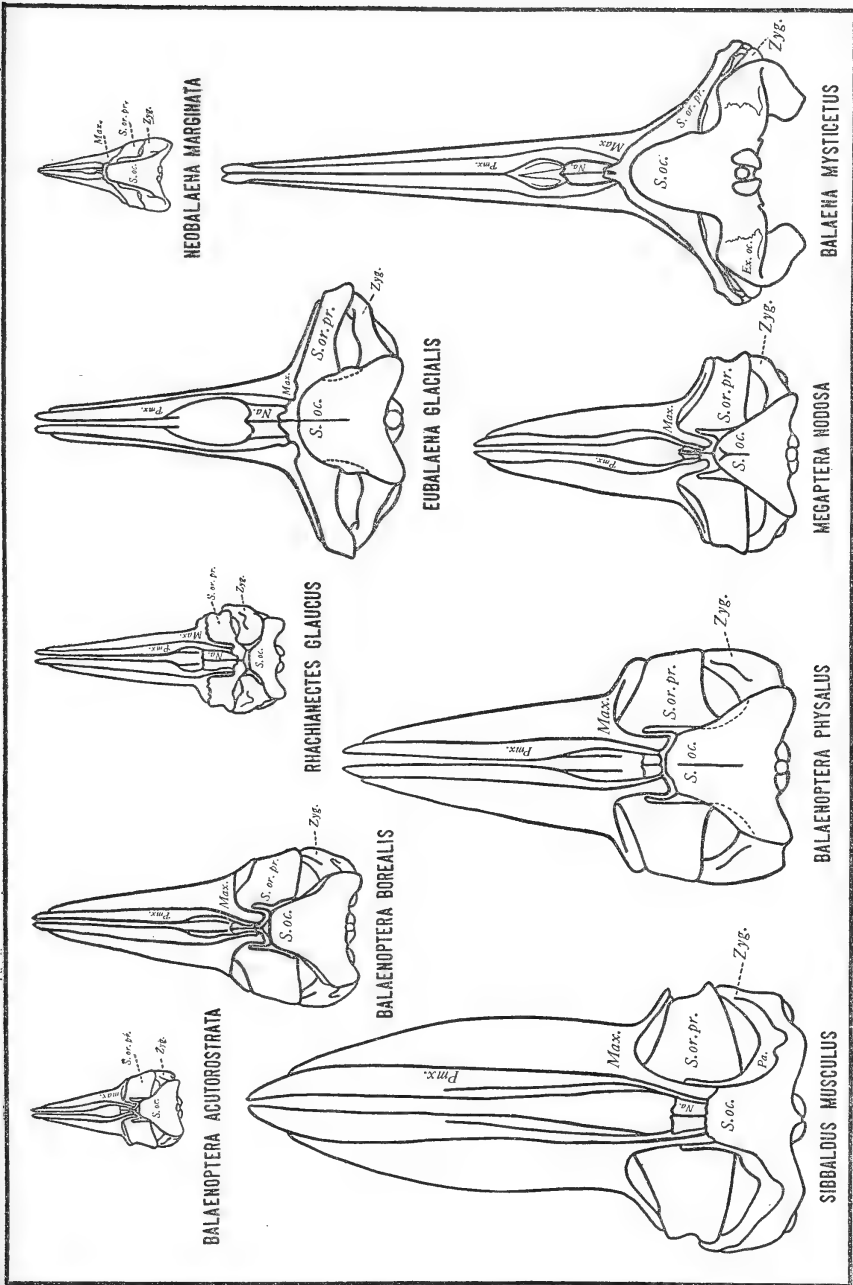 Max.
S.or.pr.
Zyg.
S.oc.
NEOBALAENA MARGINATA
Pmx.
Na.
Max
S.or.pr.
Zyg.
S.oc.
Ex.oc.
BALAENA MYSTICETUS
Pmx.
Na.
Max.
S.or.pr.
Zyg.
S.oc.
EUBALAENA GLACIALIS
Pmx.
Max.
S.or.pr.
Zyg.
S.oc.
MEGAPTERA NODOSA
S.or.pr.
Zyg.
Max.
Pmx.
Na.
S.oc.
RHACHIANECTES GLAUCUS
Pmx.
Max.
S.or.pr.
Zyg.
S.oc.
BALAENOPTERA PHYSALUS
Pmx.
Max.
S.or.pr.
Zyg.
S.oc.
BALAENOPTERA BOREALIS
S.or.pr.
Zyg.
max.
S.oc.
BALAENOPTERA ACUTOROSTRATA
Pmx.
Max.
S.or.pr.
Zyg.
Pa.
Na.
S.oc.
SIBBALDUS MUSCULUS